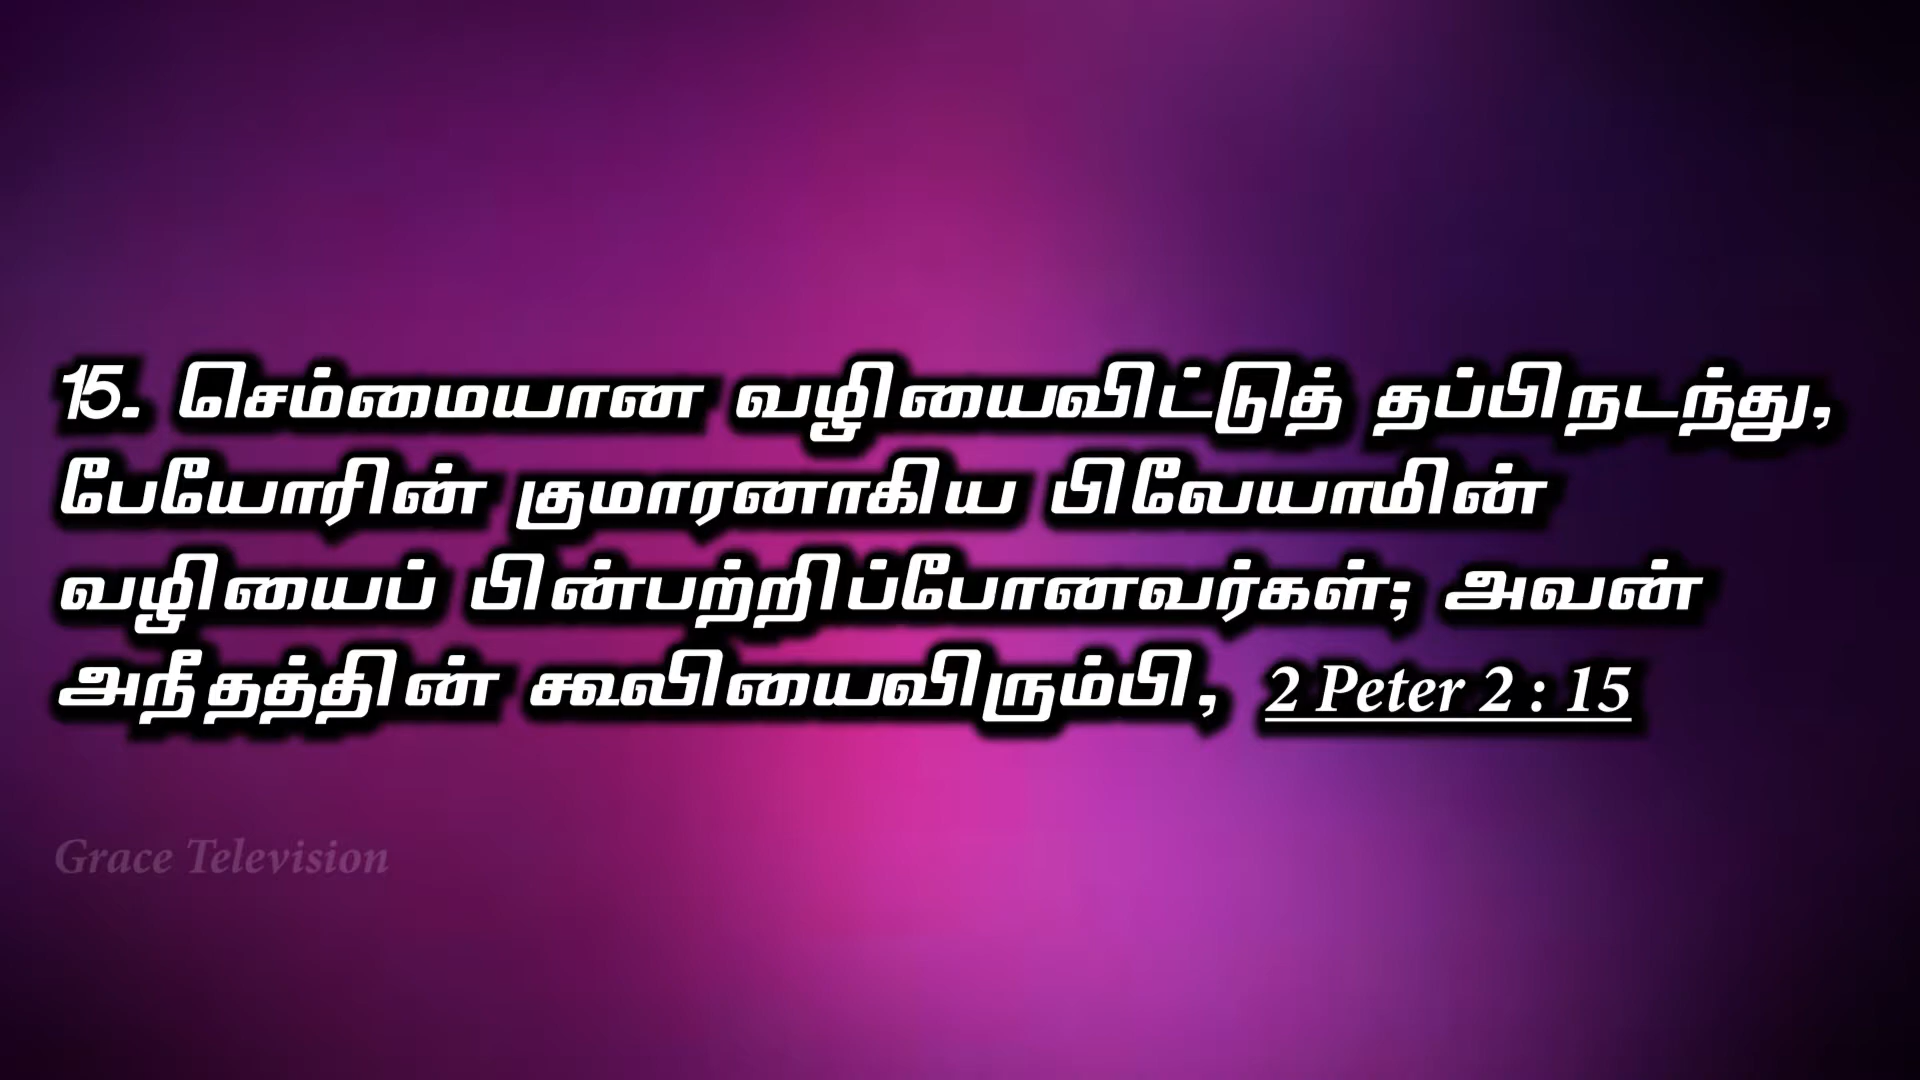 15. செம்மையான வழியைவிட்டுத் தப்பிநடந்து,
பேயோரின் குமாரனாகிய பிலேயாமின்
வழியைப் பின்பற்றிப்போனவர்கள்; அவன்
அநீதத்தின் கூலியைவிரும்பி, 2 Peter 2 : 15
Grace Television